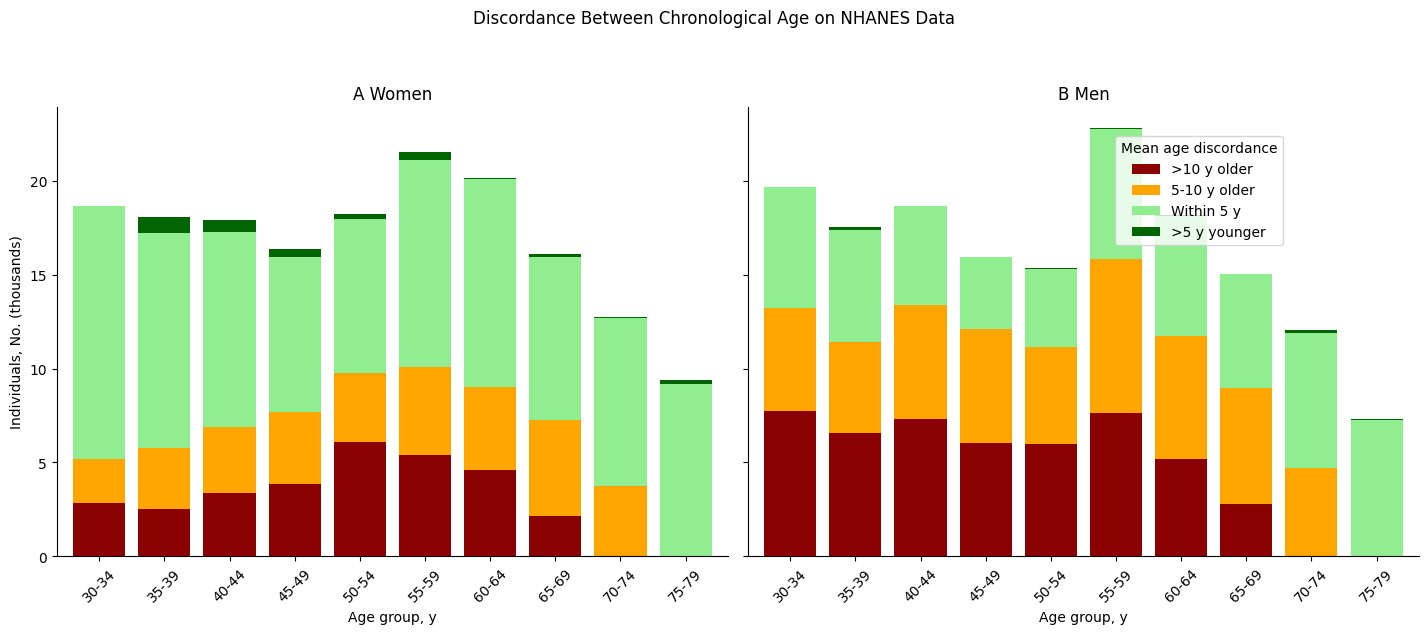 Discordance Between Chronological Age on NHANES Data
A Women
Individuals, No. (thousands)
20
15
10
5
0
30-34
35-39
40-44
45-49
50-54
55-59
60-64
65-69
70-74
75-79
Age group, y
B Men
Mean age discordance
>10 y older
5-10 y older
Within 5 y
>5 y younger
30-34
35-39
40-44
45-49
50-54
55-59
60-64
65-69
70-74
75-79
Age group, y